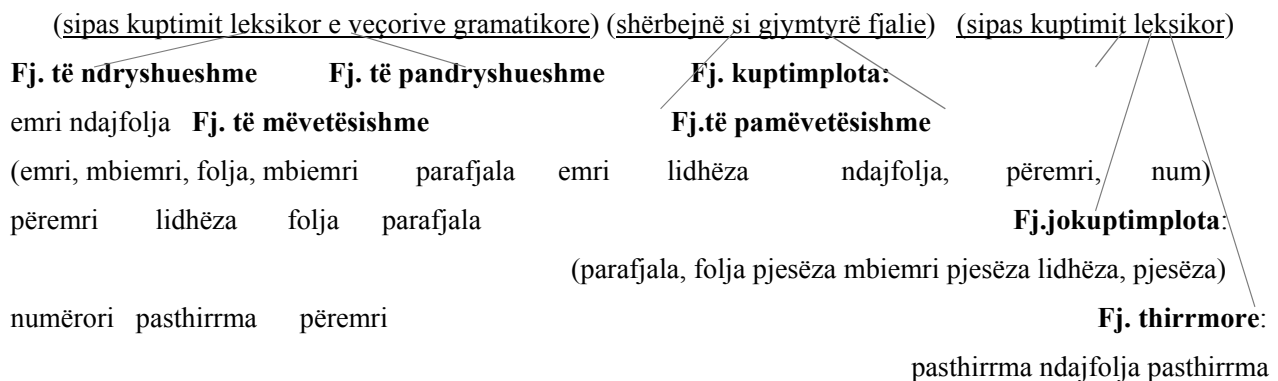 (sipas kuptimit leksikor e veçorive gramatikore) (shërbejnë si gjymtyrë fjalie) (sipas kuptimit leksikor)
Fj. të ndryshueshme Fj. të pandryshueshme Fj. kuptimplota:
emri ndajfolja Fj. të mëvetësishme Fj.të pamëvetësishme
(emri, mbiemri, folja, mbiemri parafjala emri lidhëza ndajfolja, përemri, num)
përemri lidhëza folja parafjala Fj.jokuptimplota:
(parafjala, folja pjesëza mbiemri pjesëza lidhëza, pjesëza)
numërori pasthirrma përemri Fj. thirrmore:
pasthirrma ndajfolja pasthirrma